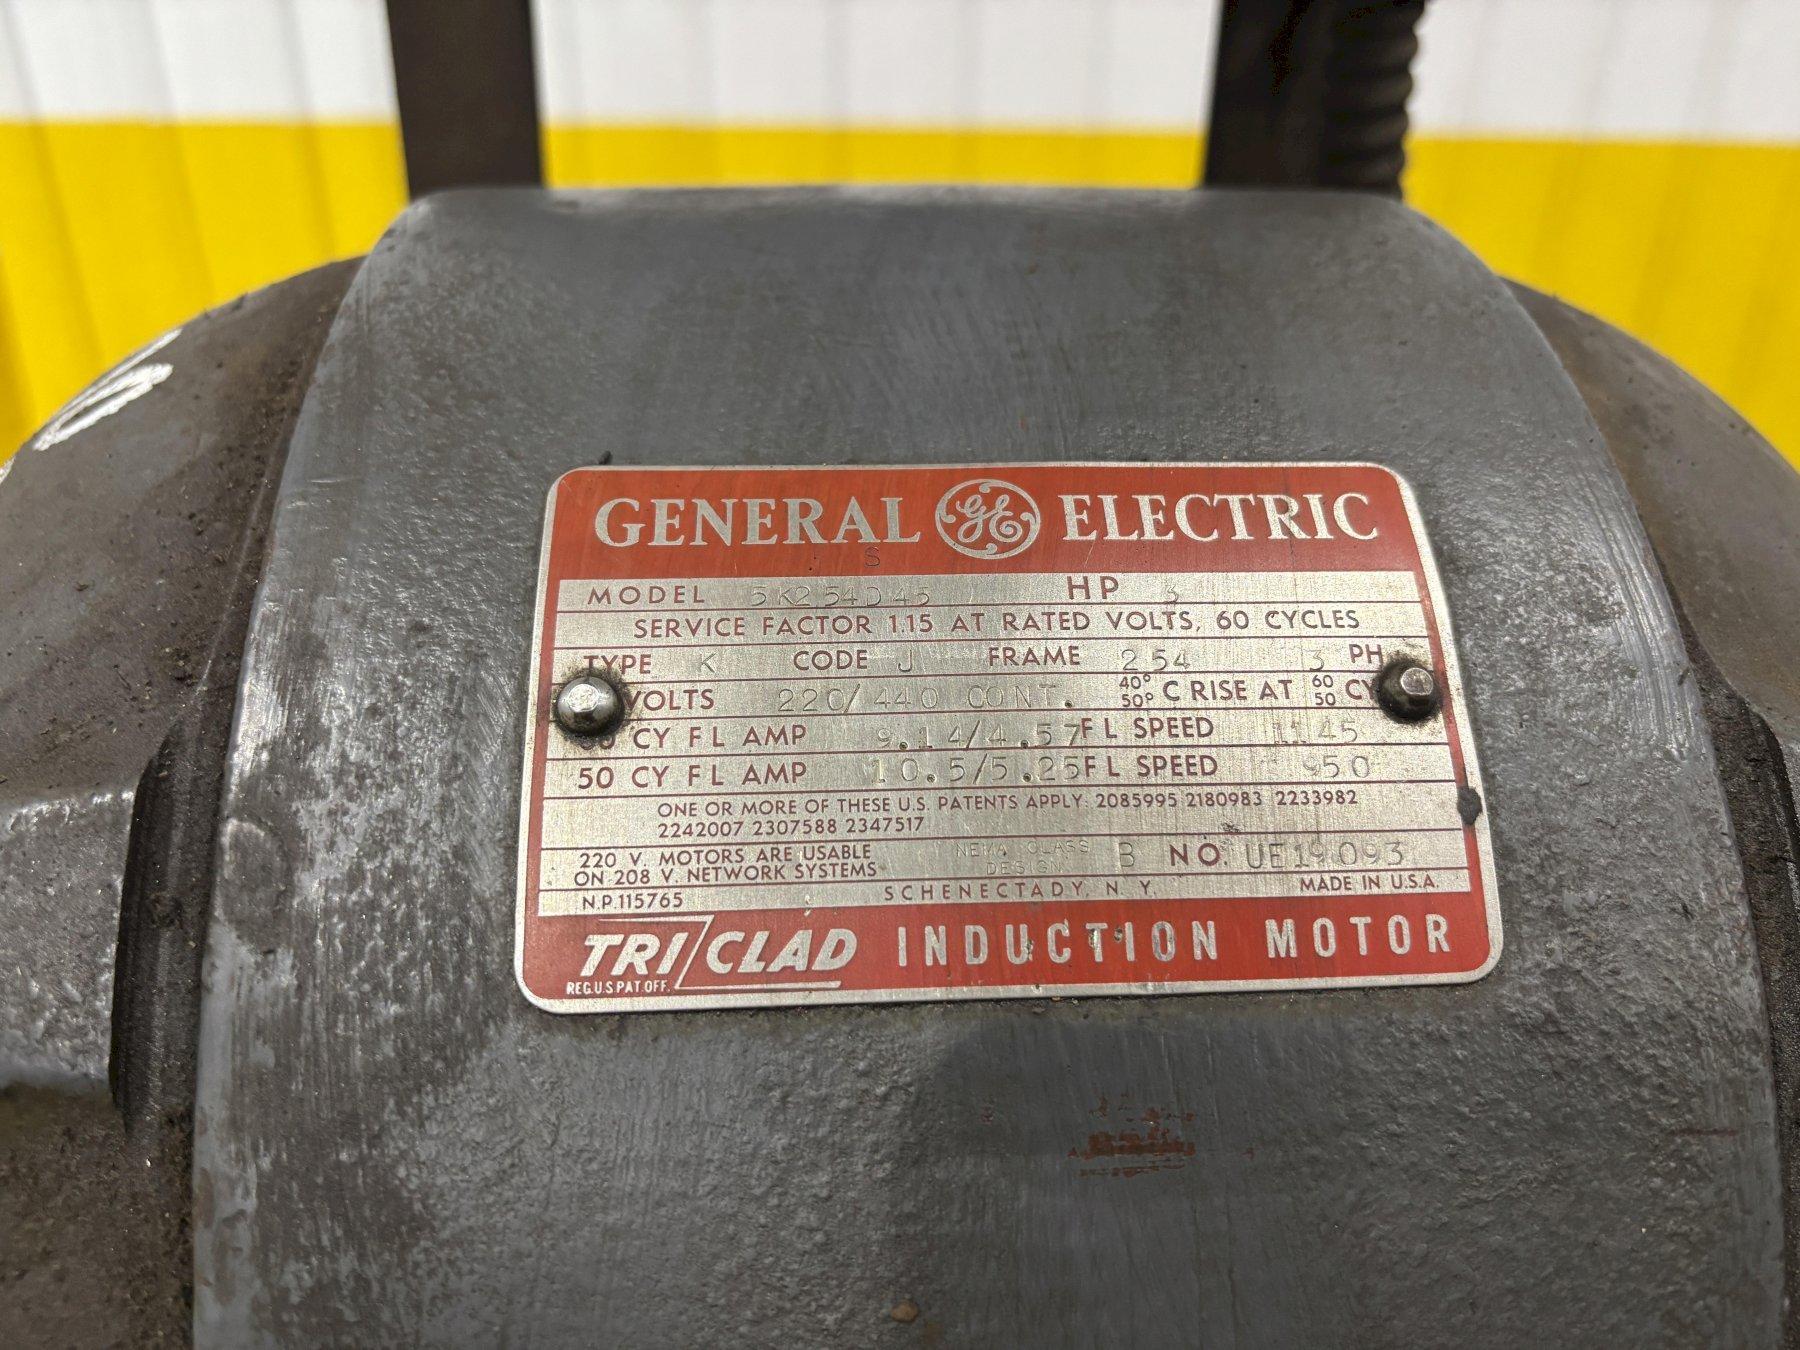 GENERAL GE ELECTRIC
S
MODEL 5K254D45 HP 3
SERVICE FACTOR 1.15 AT RATED VOLTS, 60 CYCLES
TYPE K CODE J FRAME 254 3 PH
VOLTS 220/440 CONT. 40° 50° C RISE AT 60 50 CY
CY F L AMP 9.14/4.57 F L SPEED 1145
50 CY F L AMP 10.5/5.25 F L SPEED 950
ONE OR MORE OF THESE U.S. PATENTS APPLY: 2085995 2180983 2233982
2242007 2307588 2347517
220 V. MOTORS ARE USABLE
ON 208 V. NETWORK SYSTEMS
NEMA CLASS
DESIGN B NO. UE19093
N.P.115765 SCHENECTADY, N. Y. MADE IN U.S.A.
TRI/CLAD INDUCTION MOTOR
REG.U.S.PAT.OFF.